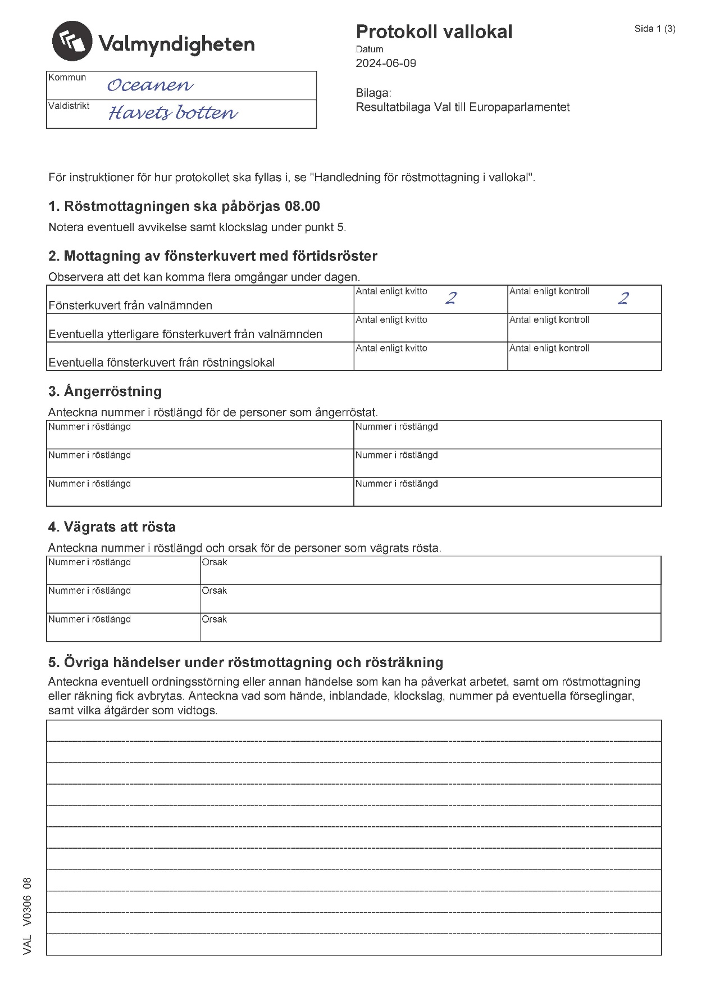 Valmyndigheten
Protokoll vallokal
Sida 1 (3)
Datum
2024-06-09
Kommun Oceanen
Valdistrikt Havets botten
Bilaga:
Resultatbilaga Val till Europaparlamentet
För instruktioner för hur protokollet ska fyllas i, se "Handledning för röstmottagning i vallokal".
1. Röstmottagningen ska påbörjas 08.00
Notera eventuell avvikelse samt klockslag under punkt 5.
2. Mottagning av fönsterkuvert med förtidsröster
Observera att det kan komma flera omgångar under dagen.
Fönsterkuvert från valnämnden
Antal enligt kvitto 2
Antal enligt kontroll 2
Eventuella ytterligare fönsterkuvert från valnämnden
Antal enligt kvitto
Antal enligt kontroll
Eventuella fönsterkuvert från röstningslokal
Antal enligt kvitto
Antal enligt kontroll
3. Ångerröstning
Anteckna nummer i röstlängd för de personer som ångerröstat.
Nummer i röstlängd
Nummer i röstlängd
Nummer i röstlängd
Nummer i röstlängd
Nummer i röstlängd
Nummer i röstlängd
4. Vägrats att rösta
Anteckna nummer i röstlängd och orsak för de personer som vägrats rösta.
Nummer i röstlängd
Orsak
Nummer i röstlängd
Orsak
Nummer i röstlängd
Orsak
5. Övriga händelser under röstmottagning och rösträkning
Anteckna eventuell ordningsstörning eller annan händelse som kan ha påverkat arbetet, samt om röstmottagning
eller räkning fick avbrytas. Anteckna vad som hände, inblandade, klockslag, nummer på eventuella förseglingar,
samt vilka åtgärder som vidtogs.
VAL V0306 08